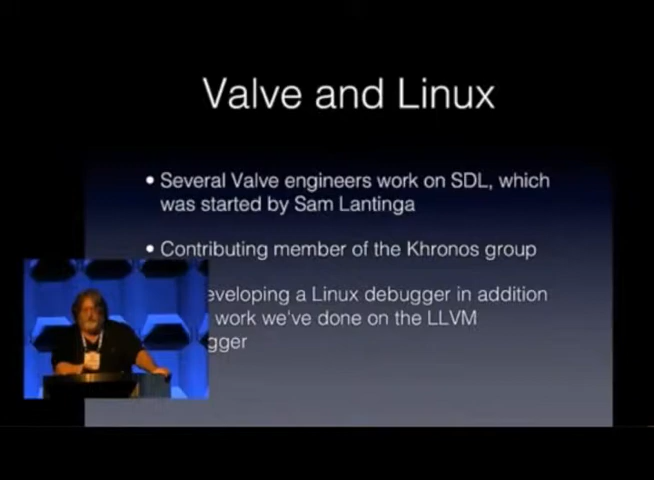 Valve and Linux
• Several Valve engineers work on SDL, which
was started by Sam Lantinga
• Contributing member of the Khronos group
eveloping a Linux debugger in addition
work we've done on the LLVM
gger